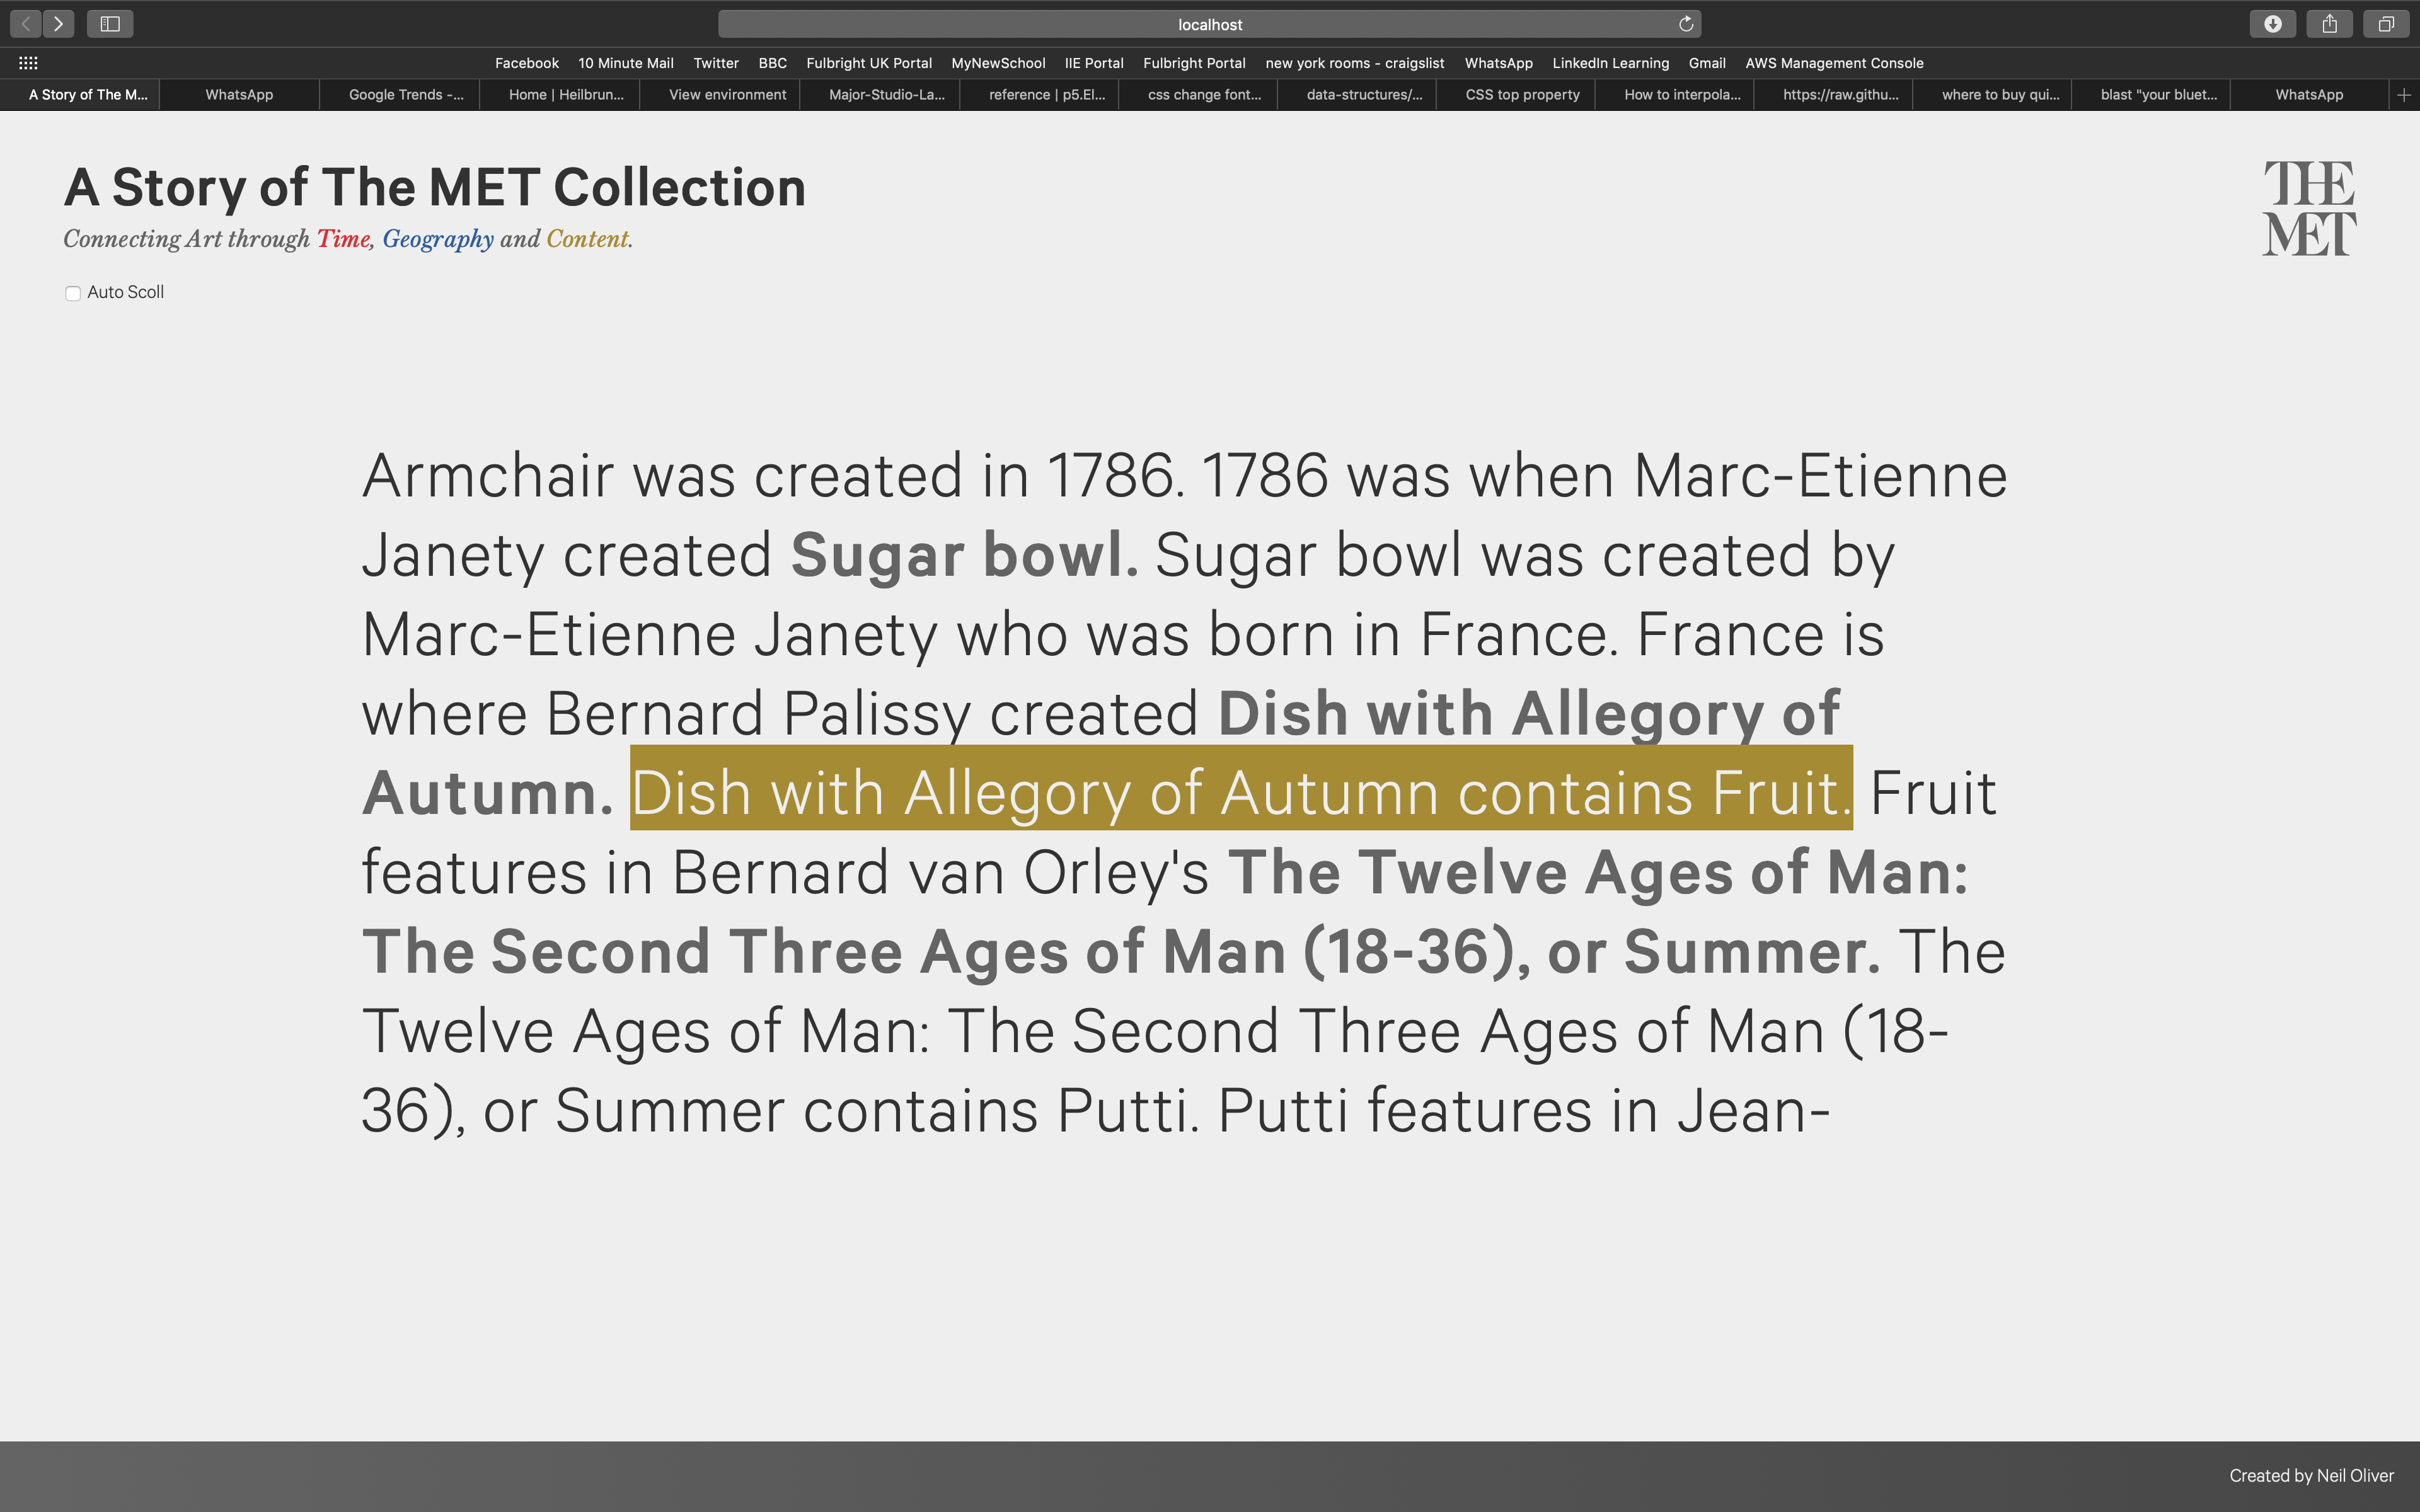 localhost
Facebook 10 Minute Mail Twitter BBC Fulbright UK Portal MyNewSchool IIE Portal Fulbright Portal new york rooms - craigslist WhatsApp LinkedIn Learning Gmail AWS Management Console
A Story of The M... WhatsApp Google Trends -... Home | Heilbrun... View environment Major-Studio-La... reference | p5.El... css change font... data-structures/... CSS top property How to interpola... https://raw.githu... where to buy qui... blast "your bluet... WhatsApp
A Story of The MET Collection
Connecting Art through Time, Geography and Content.
THE
MET
Auto Scoll
Armchair was created in 1786. 1786 was when Marc-Etienne
Janety created Sugar bowl. Sugar bowl was created by
Marc-Etienne Janety who was born in France. France is
where Bernard Palissy created Dish with Allegory of
Autumn. Dish with Allegory of Autumn contains Fruit. Fruit
features in Bernard van Orley's The Twelve Ages of Man:
The Second Three Ages of Man (18-36), or Summer. The
Twelve Ages of Man: The Second Three Ages of Man (18-
36), or Summer contains Putti. Putti features in Jean-
Created by Neil Oliver